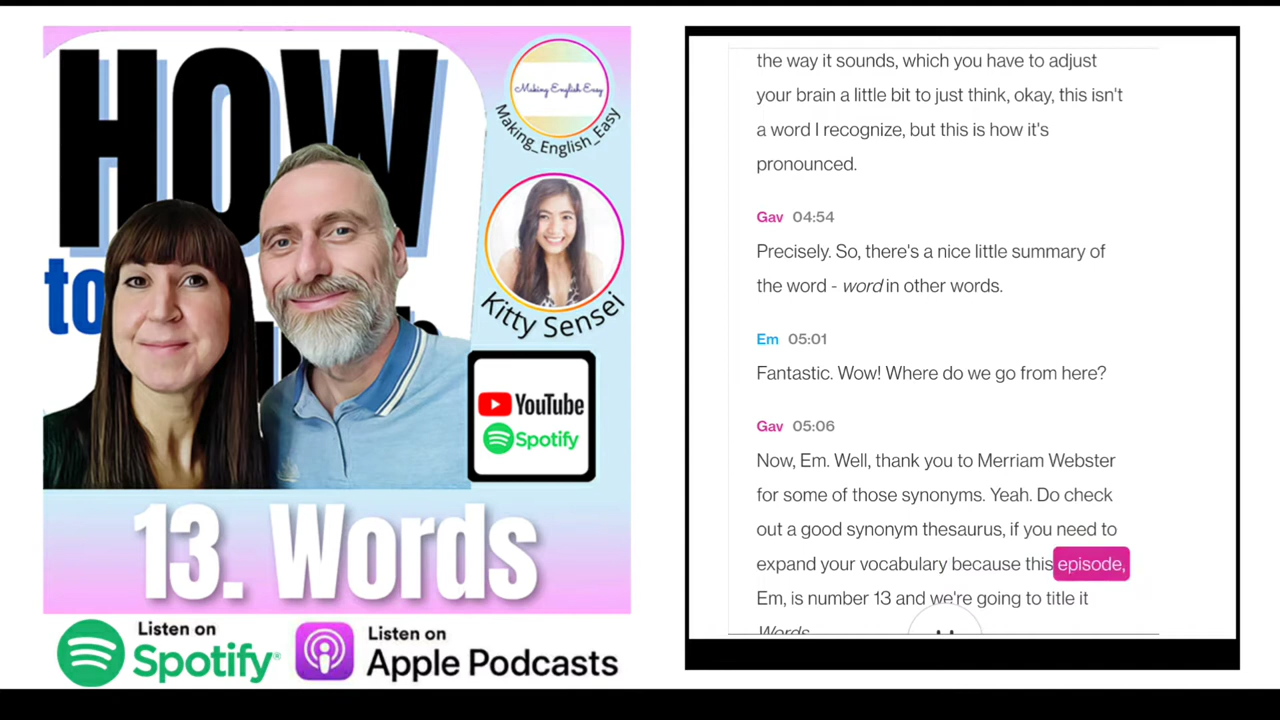 HOW
to
Making English Easy
Making_English_Easy
Kitty Sensei
YouTube
Spotify
13. Words
Listen on
Spotify®
Listen on
Apple Podcasts
the way it sounds, which you have to adjust
your brain a little bit to just think, okay, this isn't
a word I recognize, but this is how it's
pronounced.
Gav 04:54
Precisely. So, there's a nice little summary of
the word - word in other words.
Em 05:01
Fantastic. Wow! Where do we go from here?
Gav 05:06
Now, Em. Well, thank you to Merriam Webster
for some of those synonyms. Yeah. Do check
out a good synonym thesaurus, if you need to
expand your vocabulary because this episode,
Em, is number 13 and we're going to title it
Words